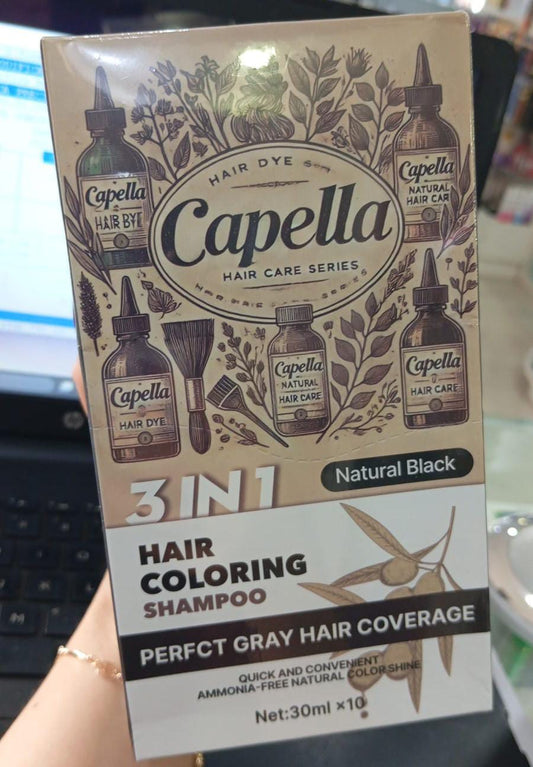 HAIR DYE
Capella
HAIR CARE SERIES
Capella
HAIR DYE
Capella
NATURAL
HAIR CAR
Capella
HAIR DYE
Capella
NATURAL
HAIR CARE
Capella
HAIR CARE
3 IN 1
Natural Black
HAIR
COLORING
SHAMPOO
PERFCT GRAY HAIR COVERAGE
QUICK AND CONVENIENT
AMMONIA-FREE NATURAL COLOR SHINE
Net:30ml ×10
hp